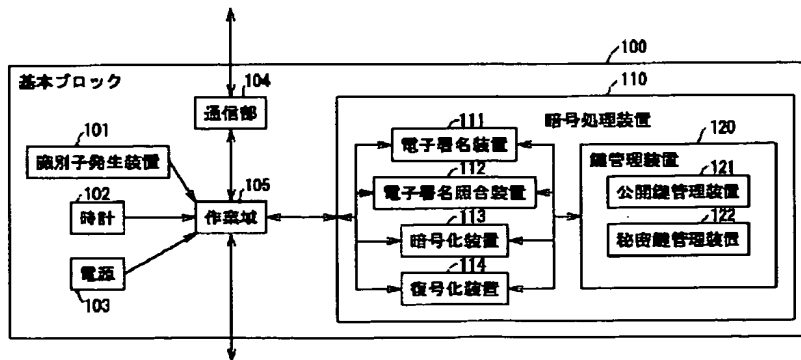 100
基本ブロック
110
104
通信部
暗号処理装置
101
識別子発生装置
111
電子署名装置
120
鍵管理装置
102
時計
105
作業域
112
電子署名照合装置
121
公開鍵管理装置
113
暗号化装置
122
秘密鍵管理装置
電源
103
114
復号化装置